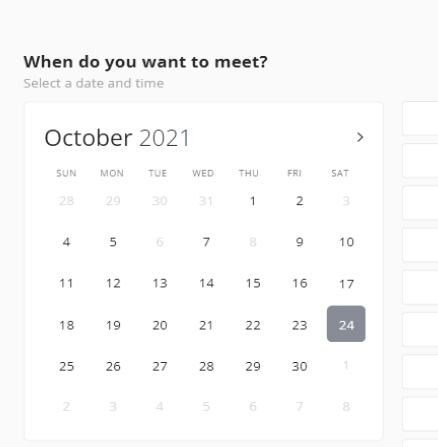 When do you want to meet?
Select a date and time
October 2021
SUN MON TUE WED THU FRI SAT
28 29 30 31 1 2 3
4 5 6 7 8 9 10
11 12 13 14 15 16 17
18 19 20 21 22 23 24
25 26 27 28 29 30 1
2 3 4 5 6 7 8